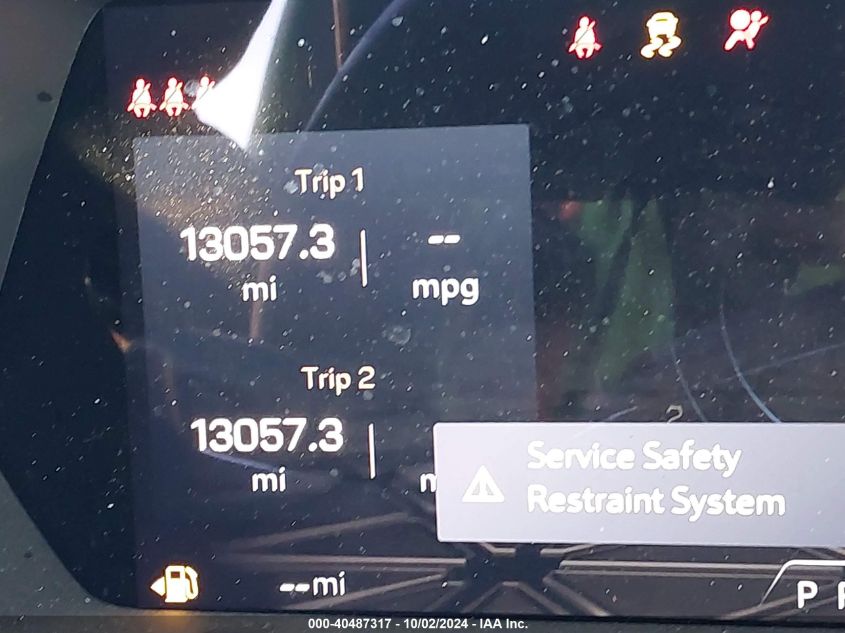 Trip 1
13057.3
--
mi
mpg
Trip 2
13057.3
mi
Service Safety
Restraint System
--mi
P
000-40487317 - 10/02/2024 - IAA Inc.